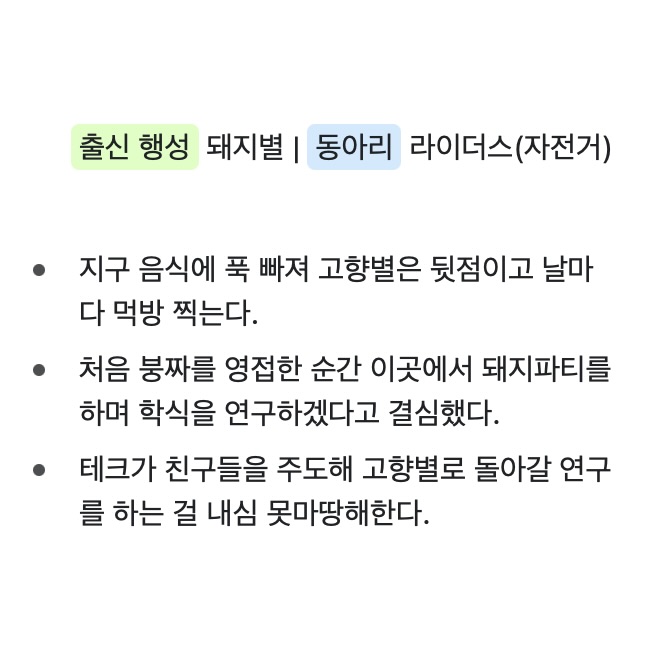 출신 행성 돼지별 | 동아리 라이더스(자전거)
• 지구 음식에 푹 빠져 고향별은 뒷점이고 날마
다 먹방 찍는다.
• 처음 붕짜를 영접한 순간 이곳에서 돼지파티를
하며 학식을 연구하겠다고 결심했다.
• 테크가 친구들을 주도해 고향별로 돌아갈 연구
를 하는 걸 내심 못마땅해한다.